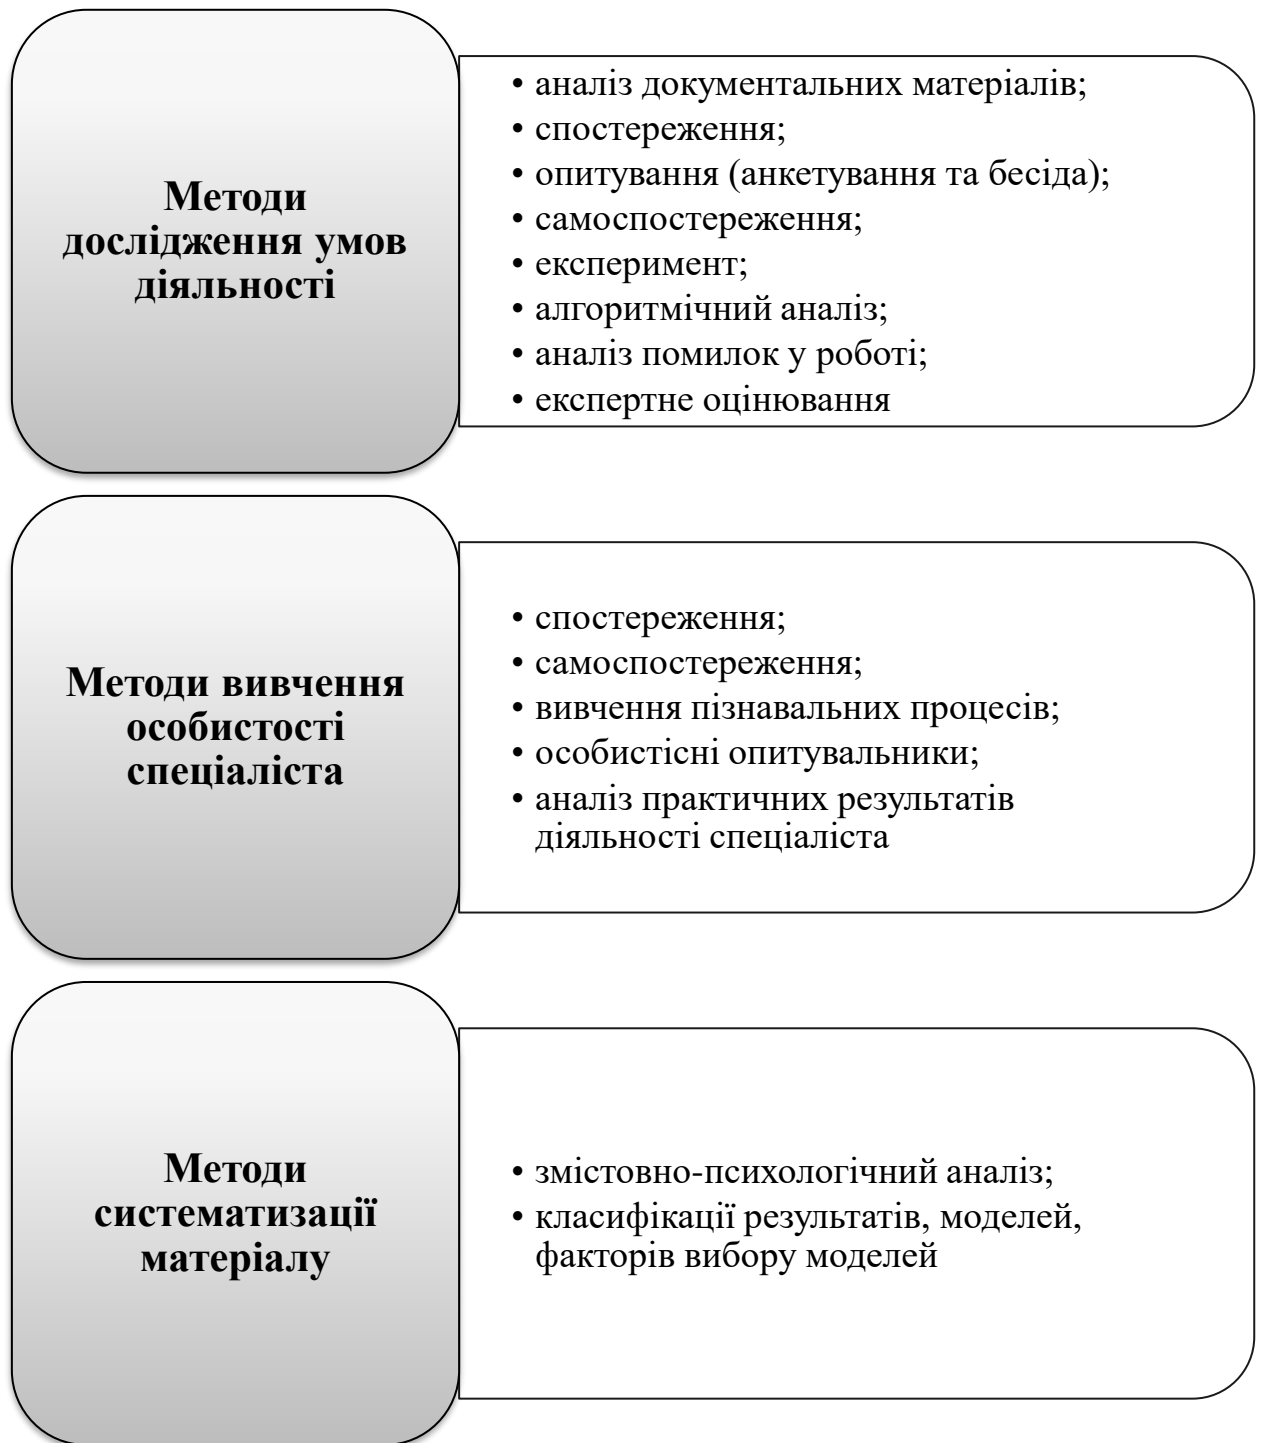 Методи
дослідження умов
діяльності
• аналіз документальних матеріалів;
• спостереження;
• опитування (анкетування та бесіда);
• самоспостереження;
• експеримент;
• алгоритмічний аналіз;
• аналіз помилок у роботі;
• експертне оцінювання
Методи вивчення
особистості
спеціаліста
• спостереження;
• самоспостереження;
• вивчення пізнавальних процесів;
• особистісні опитувальники;
• аналіз практичних результатів
діяльності спеціаліста
Методи
систематизації
матеріалу
• змістовно-психологічний аналіз;
• класифікації результатів, моделей,
факторів вибору моделей